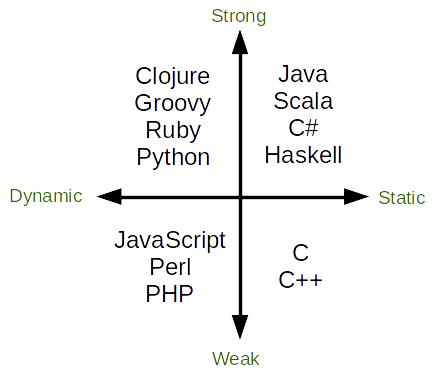 Strong
Clojure
Groovy
Ruby
Python
Java
Scala
C#
Haskell
Dynamic
Static
JavaScript
Perl
PHP
C
C++
Weak